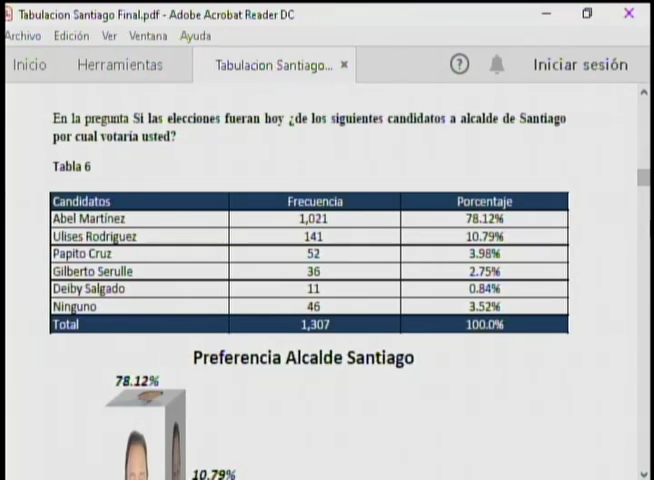 Tabulacion Santiago Final.pdf - Adobe Acrobat Reader DC
Archivo Edición Ver Ventana Ayuda
Inicio Herramientas Tabulacion Santiago... × ? Iniciar sesión
En la pregunta Si las elecciones fueran hoy ¿de los siguientes candidatos a alcalde de Santiago
por cual votaría usted?
Tabla 6
Candidatos Frecuencia Porcentaje
Abel Martínez 1,021 78.12%
Ulises Rodriguez 141 10.79%
Papito Cruz 52 3.98%
Gilberto Serulle 36 2.75%
Deiby Salgado 11 0.84%
Ninguno 46 3.52%
Total 1,307 100.0%
Preferencia Alcalde Santiago
78.12%
10.79%